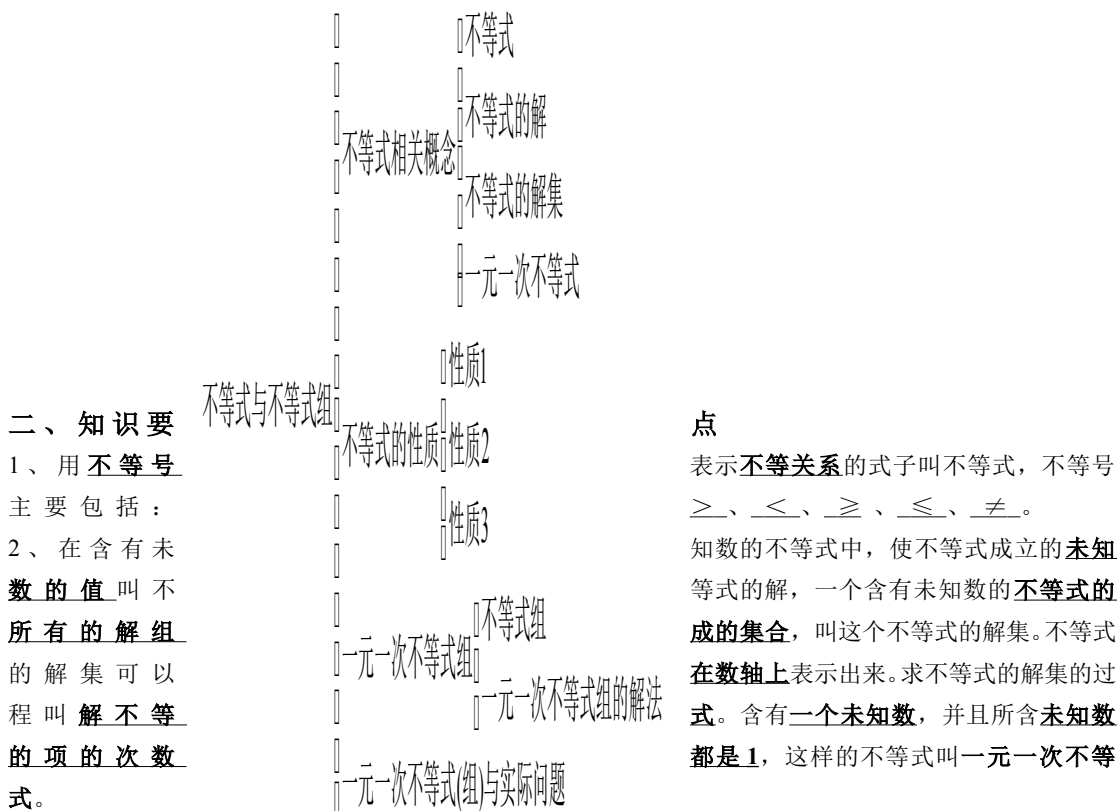 不等式
不等式的解
不等式相关概念
不等式的解集
一元一次不等式
性质1
不等式与不等式组
不等式的性质
性质2
性质3
不等式组
一元一次不等式组
一元一次不等式组的解法
一元一次不等式(组)与实际问题
二、知识要点
1、用不等号表示不等关系的式子叫不等式，不等号
主要包括：＞、＜、≥、≤、≠。
2、在含有未知数的不等式中，使不等式成立的未知
数的值叫不等式的解，一个含有未知数的不等式的
所有的解组成的集合，叫这个不等式的解集。不等式
的解集可以在数轴上表示出来。求不等式的解集的过
程叫解不等式。含有一个未知数，并且所含未知数
的项的次数都是1，这样的不等式叫一元一次不等
式。